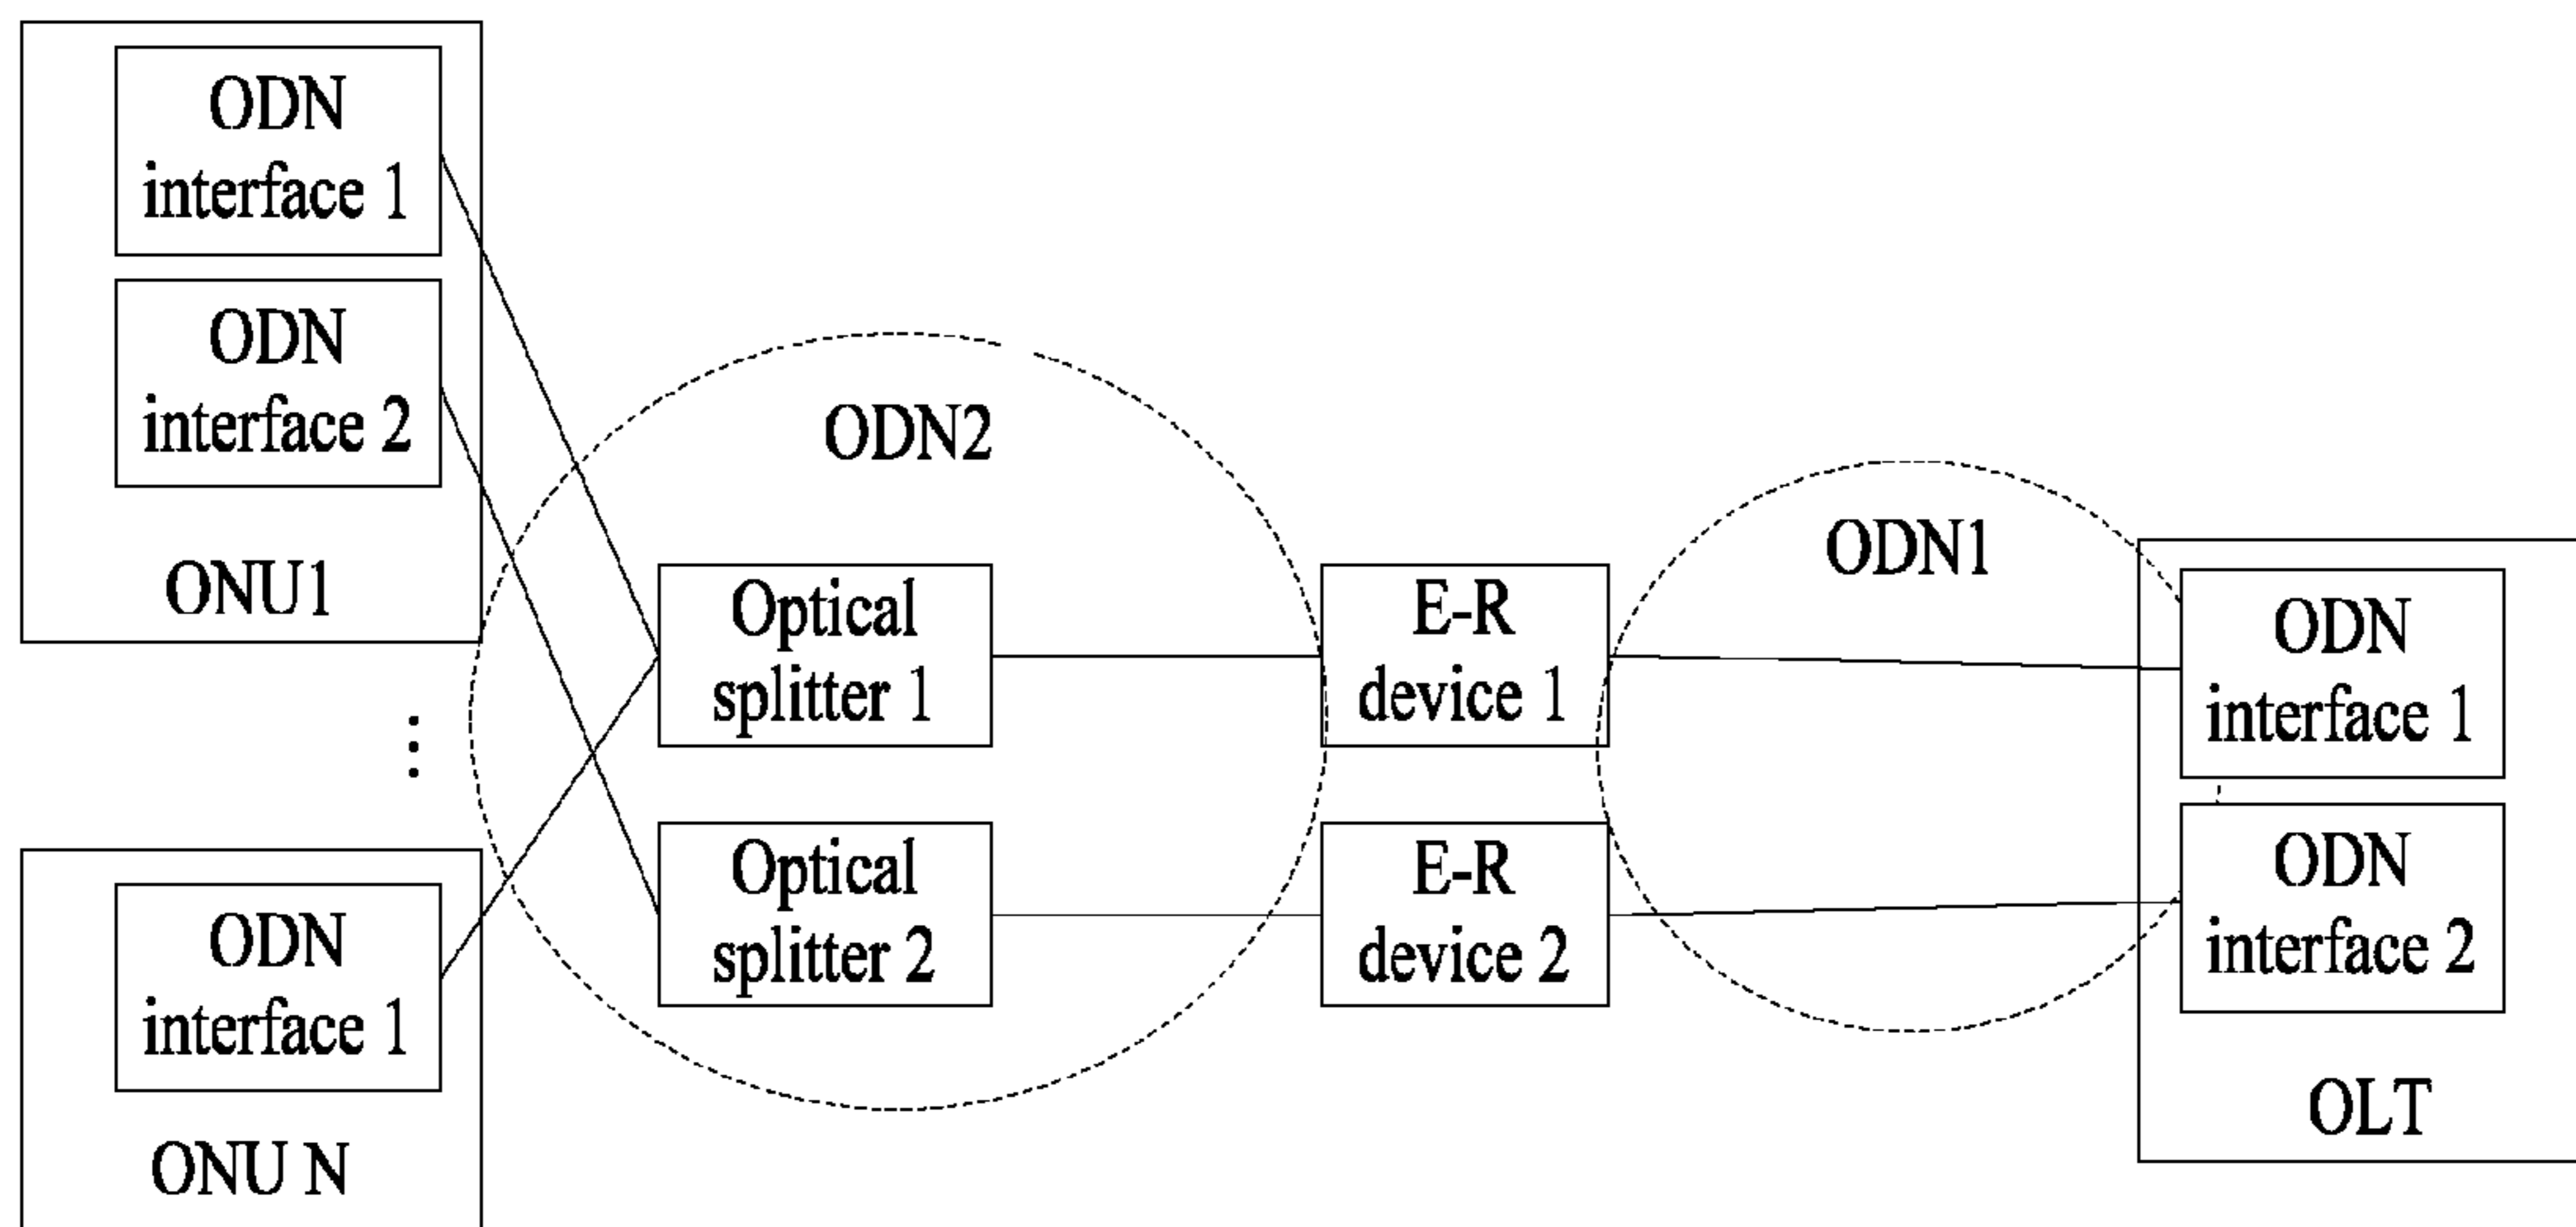 ODN
interface 1
ODN
interface 2
ONU1
ODN
interface 1
ONU N
ODN2
Optical
splitter 1
Optical
splitter 2
E-R
device 1
E-R
device 2
ODN1
ODN
interface 1
ODN
interface 2
OLT